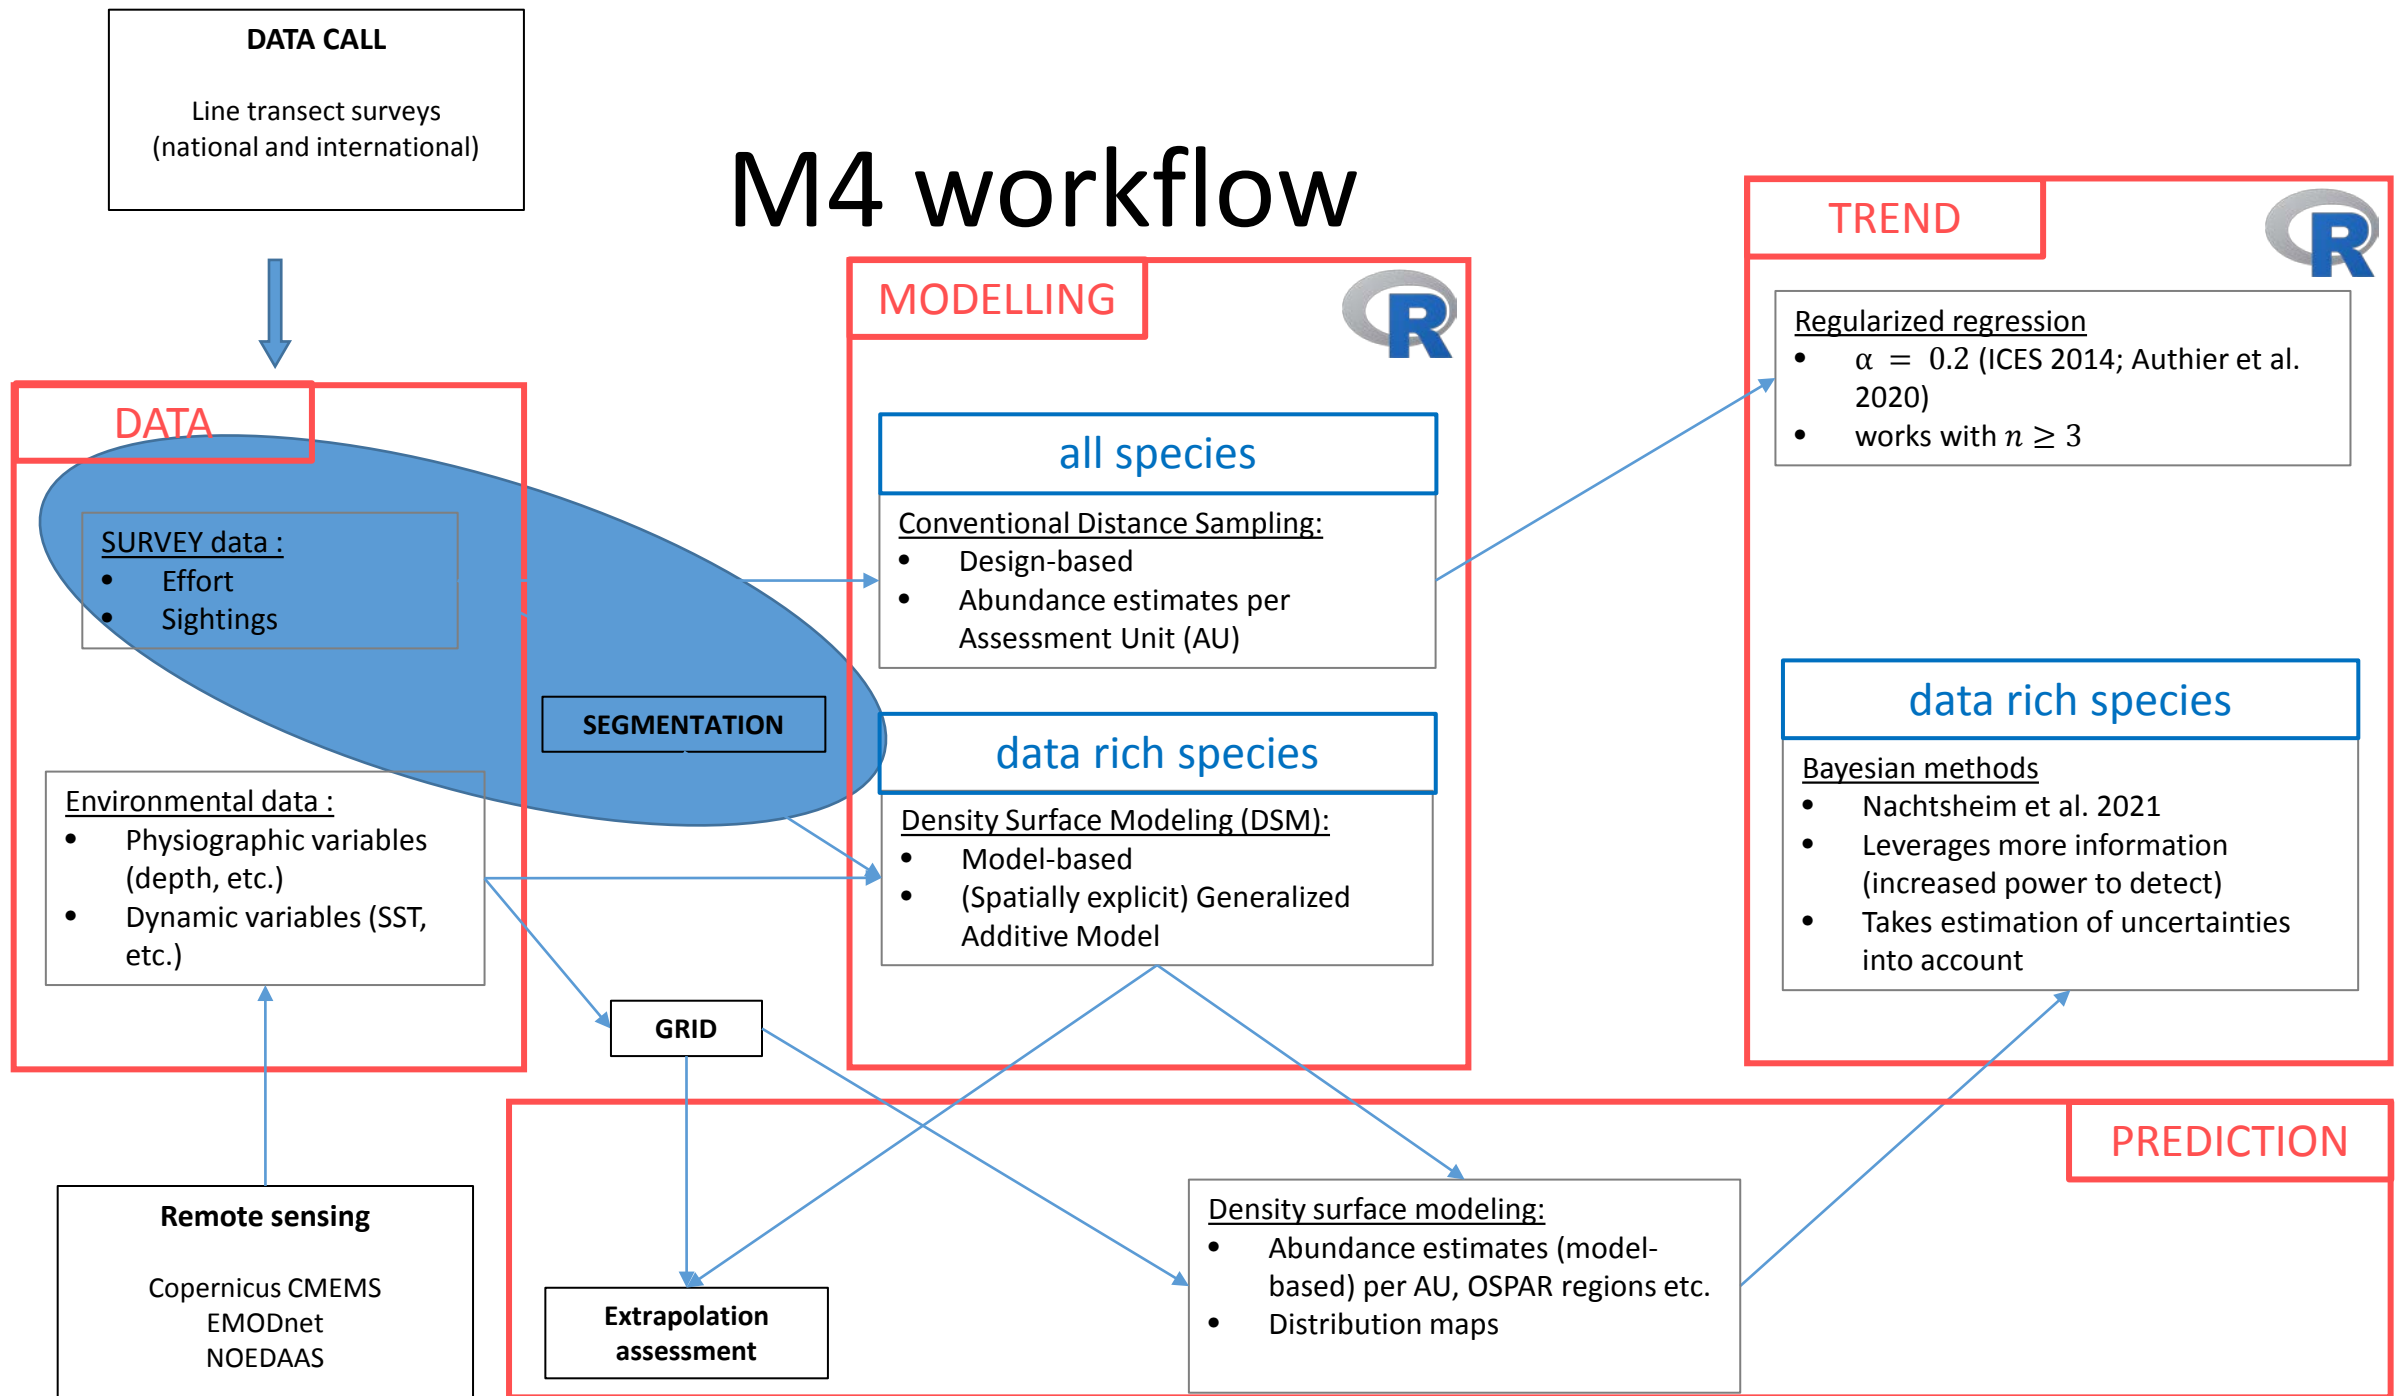 DATA CALL
Line transect surveys
(national and international)
M4 workflow
DATA
SURVEY data :
• Effort
• Sightings
SEGMENTATION
Environmental data :
• Physiographic variables
(depth, etc.)
• Dynamic variables (SST,
etc.)
Remote sensing
Copernicus CMEMS
EMODnet
NOEDAAS
GRID
MODELLING
R
all species
Conventional Distance Sampling:
• Design-based
• Abundance estimates per
Assessment Unit (AU)
data rich species
Density Surface Modeling (DSM):
• Model-based
• (Spatially explicit) Generalized
Additive Model
TREND
R
Regularized regression
• α = 0.2 (ICES 2014; Authier et al.
2020)
• works with n ≥ 3
data rich species
Bayesian methods
• Nachtsheim et al. 2021
• Leverages more information
(increased power to detect)
• Takes estimation of uncertainties
into account
PREDICTION
Extrapolation
assessment
Density surface modeling:
• Abundance estimates (model-
based) per AU, OSPAR regions etc.
• Distribution maps